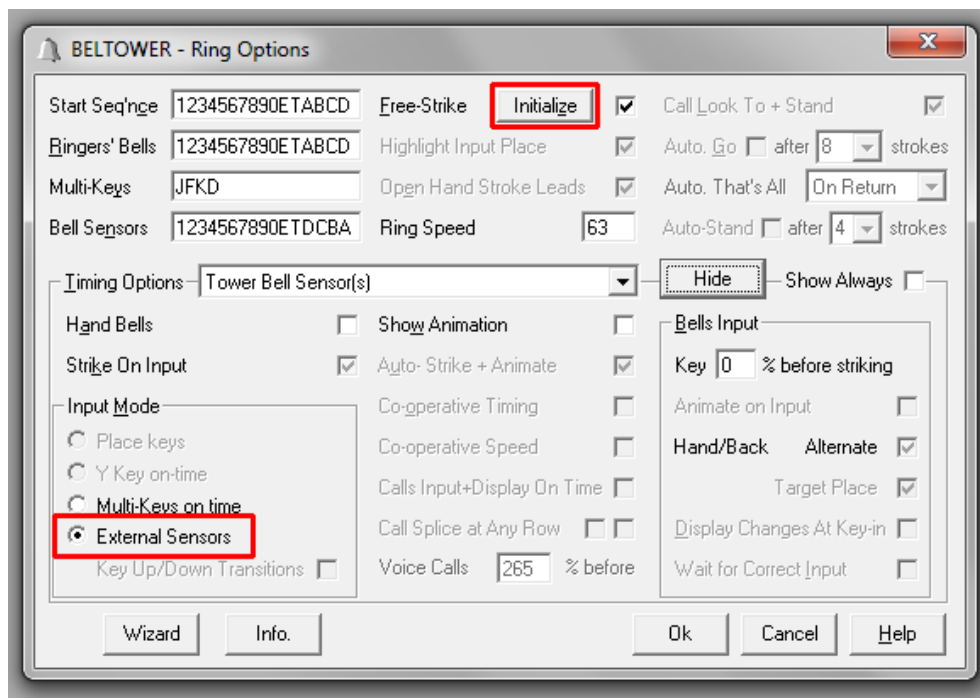 BELTOWER - Ring Options
Start Seq'nce 1234567890ETABCD Free-Strike Initialize Call Look To + Stand
Ringers' Bells 1234567890ETABCD Highlight Input Place Auto. Go after 8 strokes
Multi-Keys JFKD Open Hand Stroke Leads Auto. That's All On Return
Bell Sensors 1234567890ETDCBA Ring Speed 63 Auto-Stand after 4 strokes
Timing Options Tower Bell Sensor(s) Hide Show Always
Hand Bells Show Animation Bells Input
Strike On Input Auto- Strike + Animate Key 0 % before striking
Input Mode Co-operative Timing Animate on Input
Place keys Co-operative Speed Hand/Back Alternate
Y Key on-time Calls Input+Display On Time Target Place
Multi-Keys on time
External Sensors Call Splice at Any Row Display Changes At Key-in
Key Up/Down Transitions Voice Calls 265 % before Wait for Correct Input
Wizard Info. Ok Cancel Help